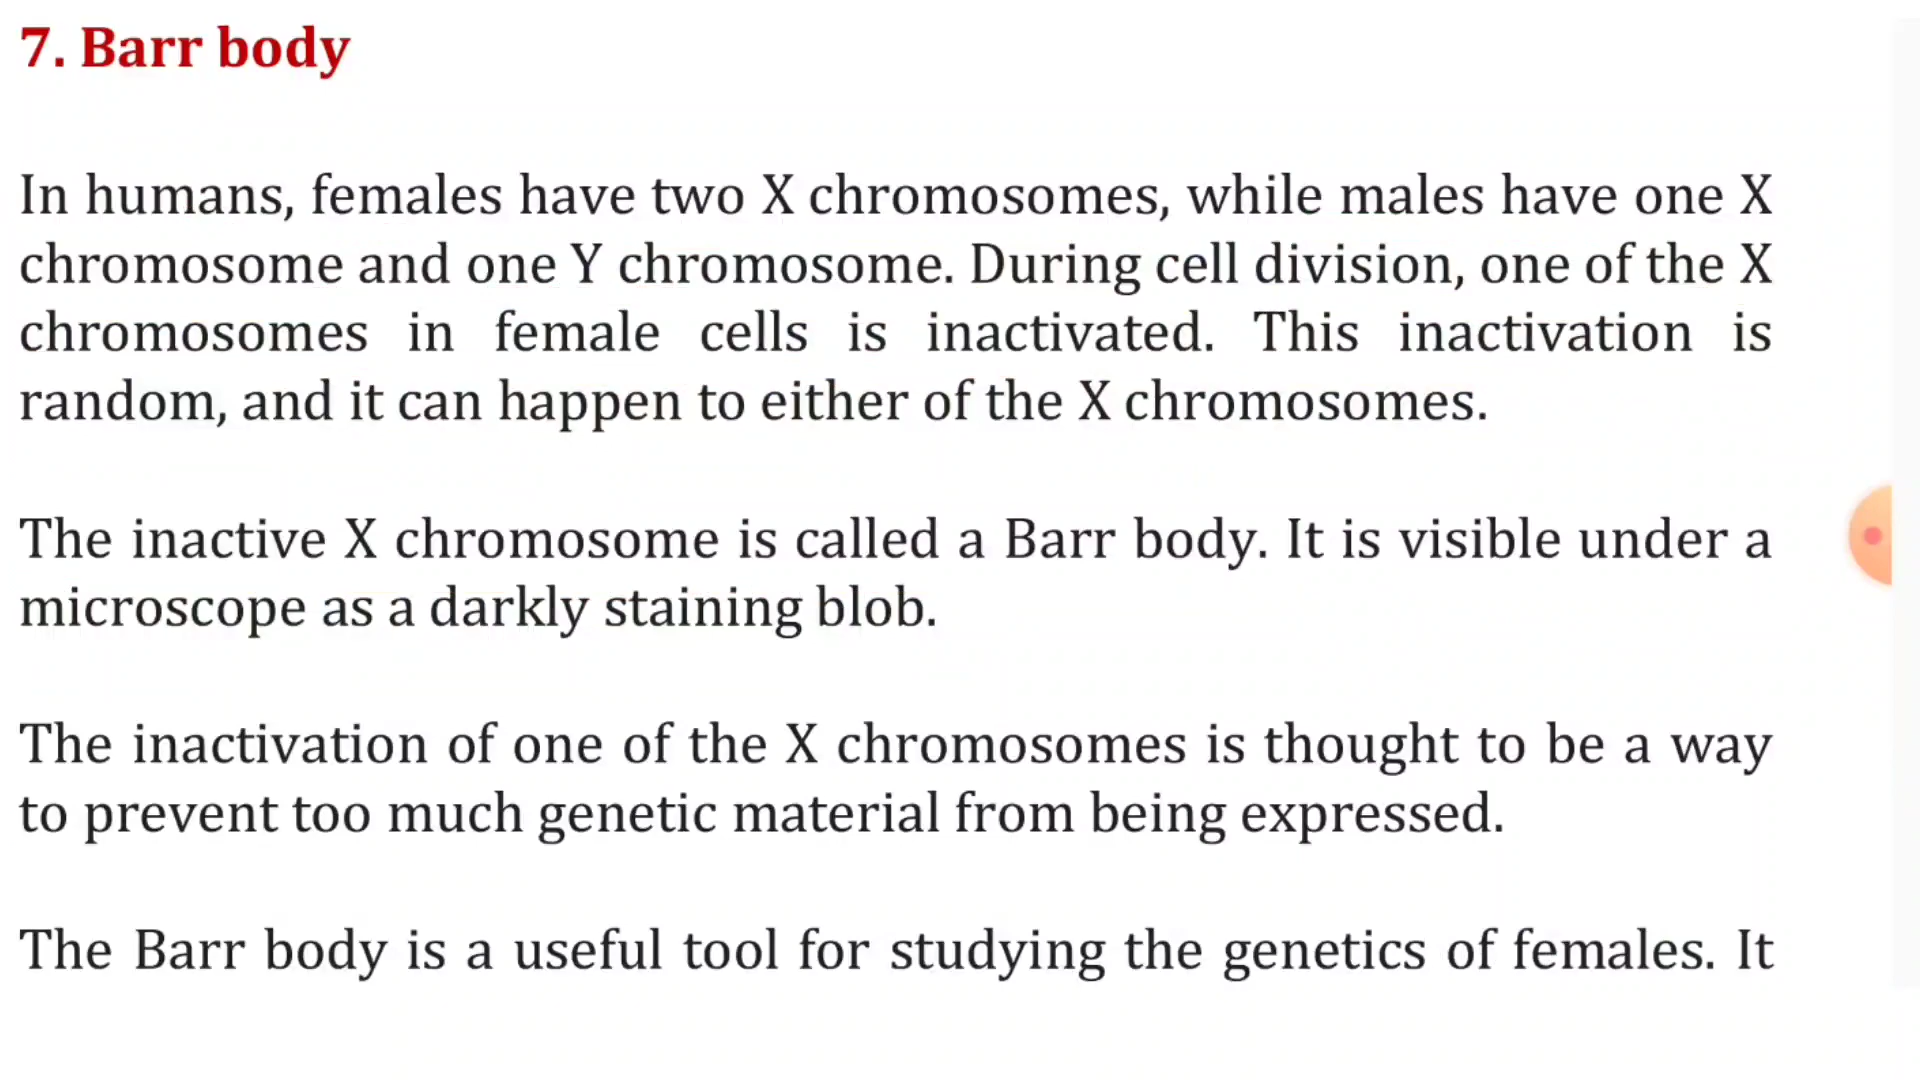 7. Barr body
In humans, females have two X chromosomes, while males have one X
chromosome and one Y chromosome. During cell division, one of the X
chromosomes in female cells is inactivated. This inactivation is
random, and it can happen to either of the X chromosomes.
The inactive X chromosome is called a Barr body. It is visible under a
microscope as a darkly staining blob.
The inactivation of one of the X chromosomes is thought to be a way
to prevent too much genetic material from being expressed.
The Barr body is a useful tool for studying the genetics of females. It